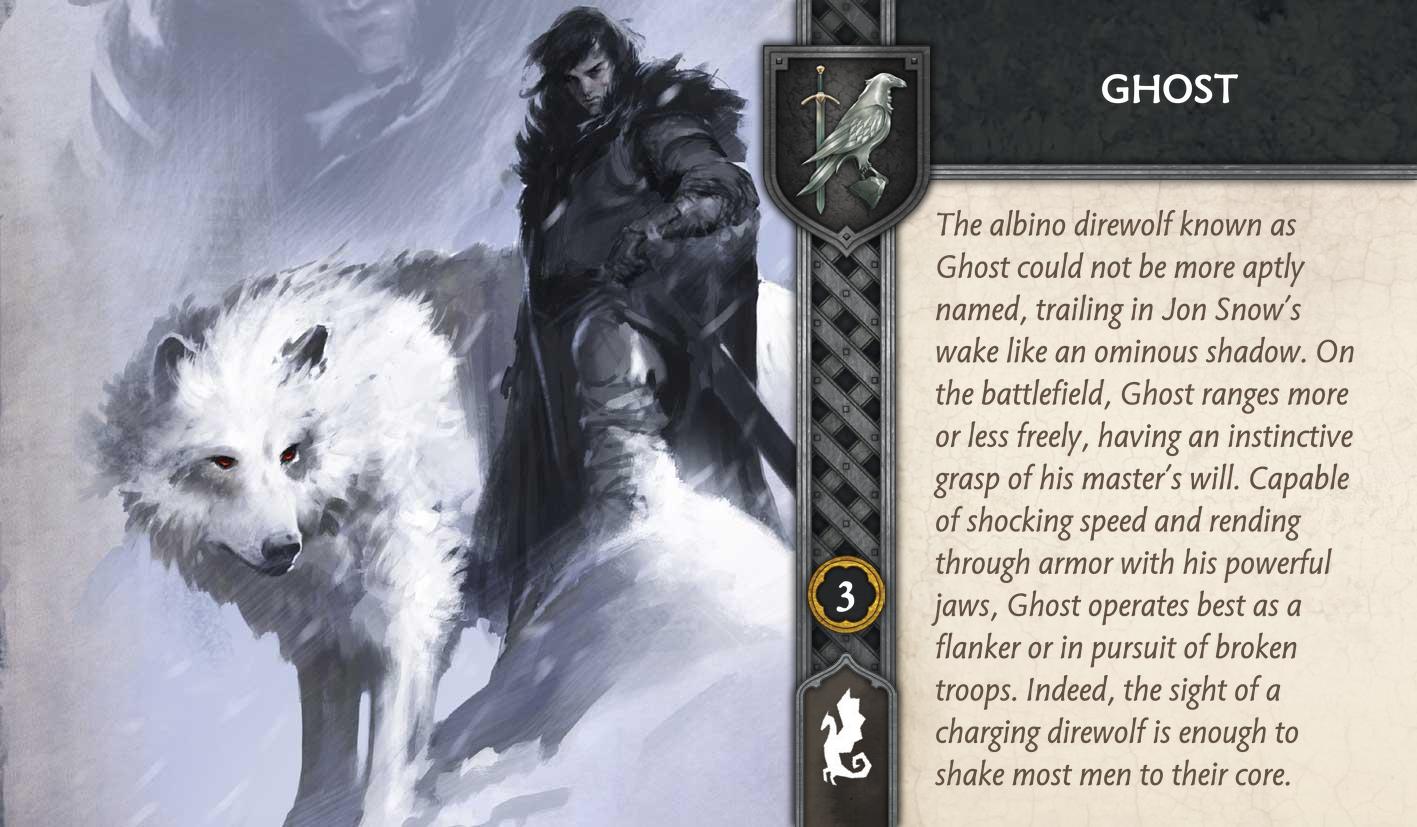 GHOST
The albino direwolf known as
Ghost could not be more aptly
named, trailing in Jon Snow's
wake like an ominous shadow. On
the battlefield, Ghost ranges more
or less freely, having an instinctive
grasp of his master's will. Capable
of shocking speed and rending
through armor with his powerful
jaws, Ghost operates best as a
flanker or in pursuit of broken
troops. Indeed, the sight of a
charging direwolf is enough to
shake most men to their core.
3